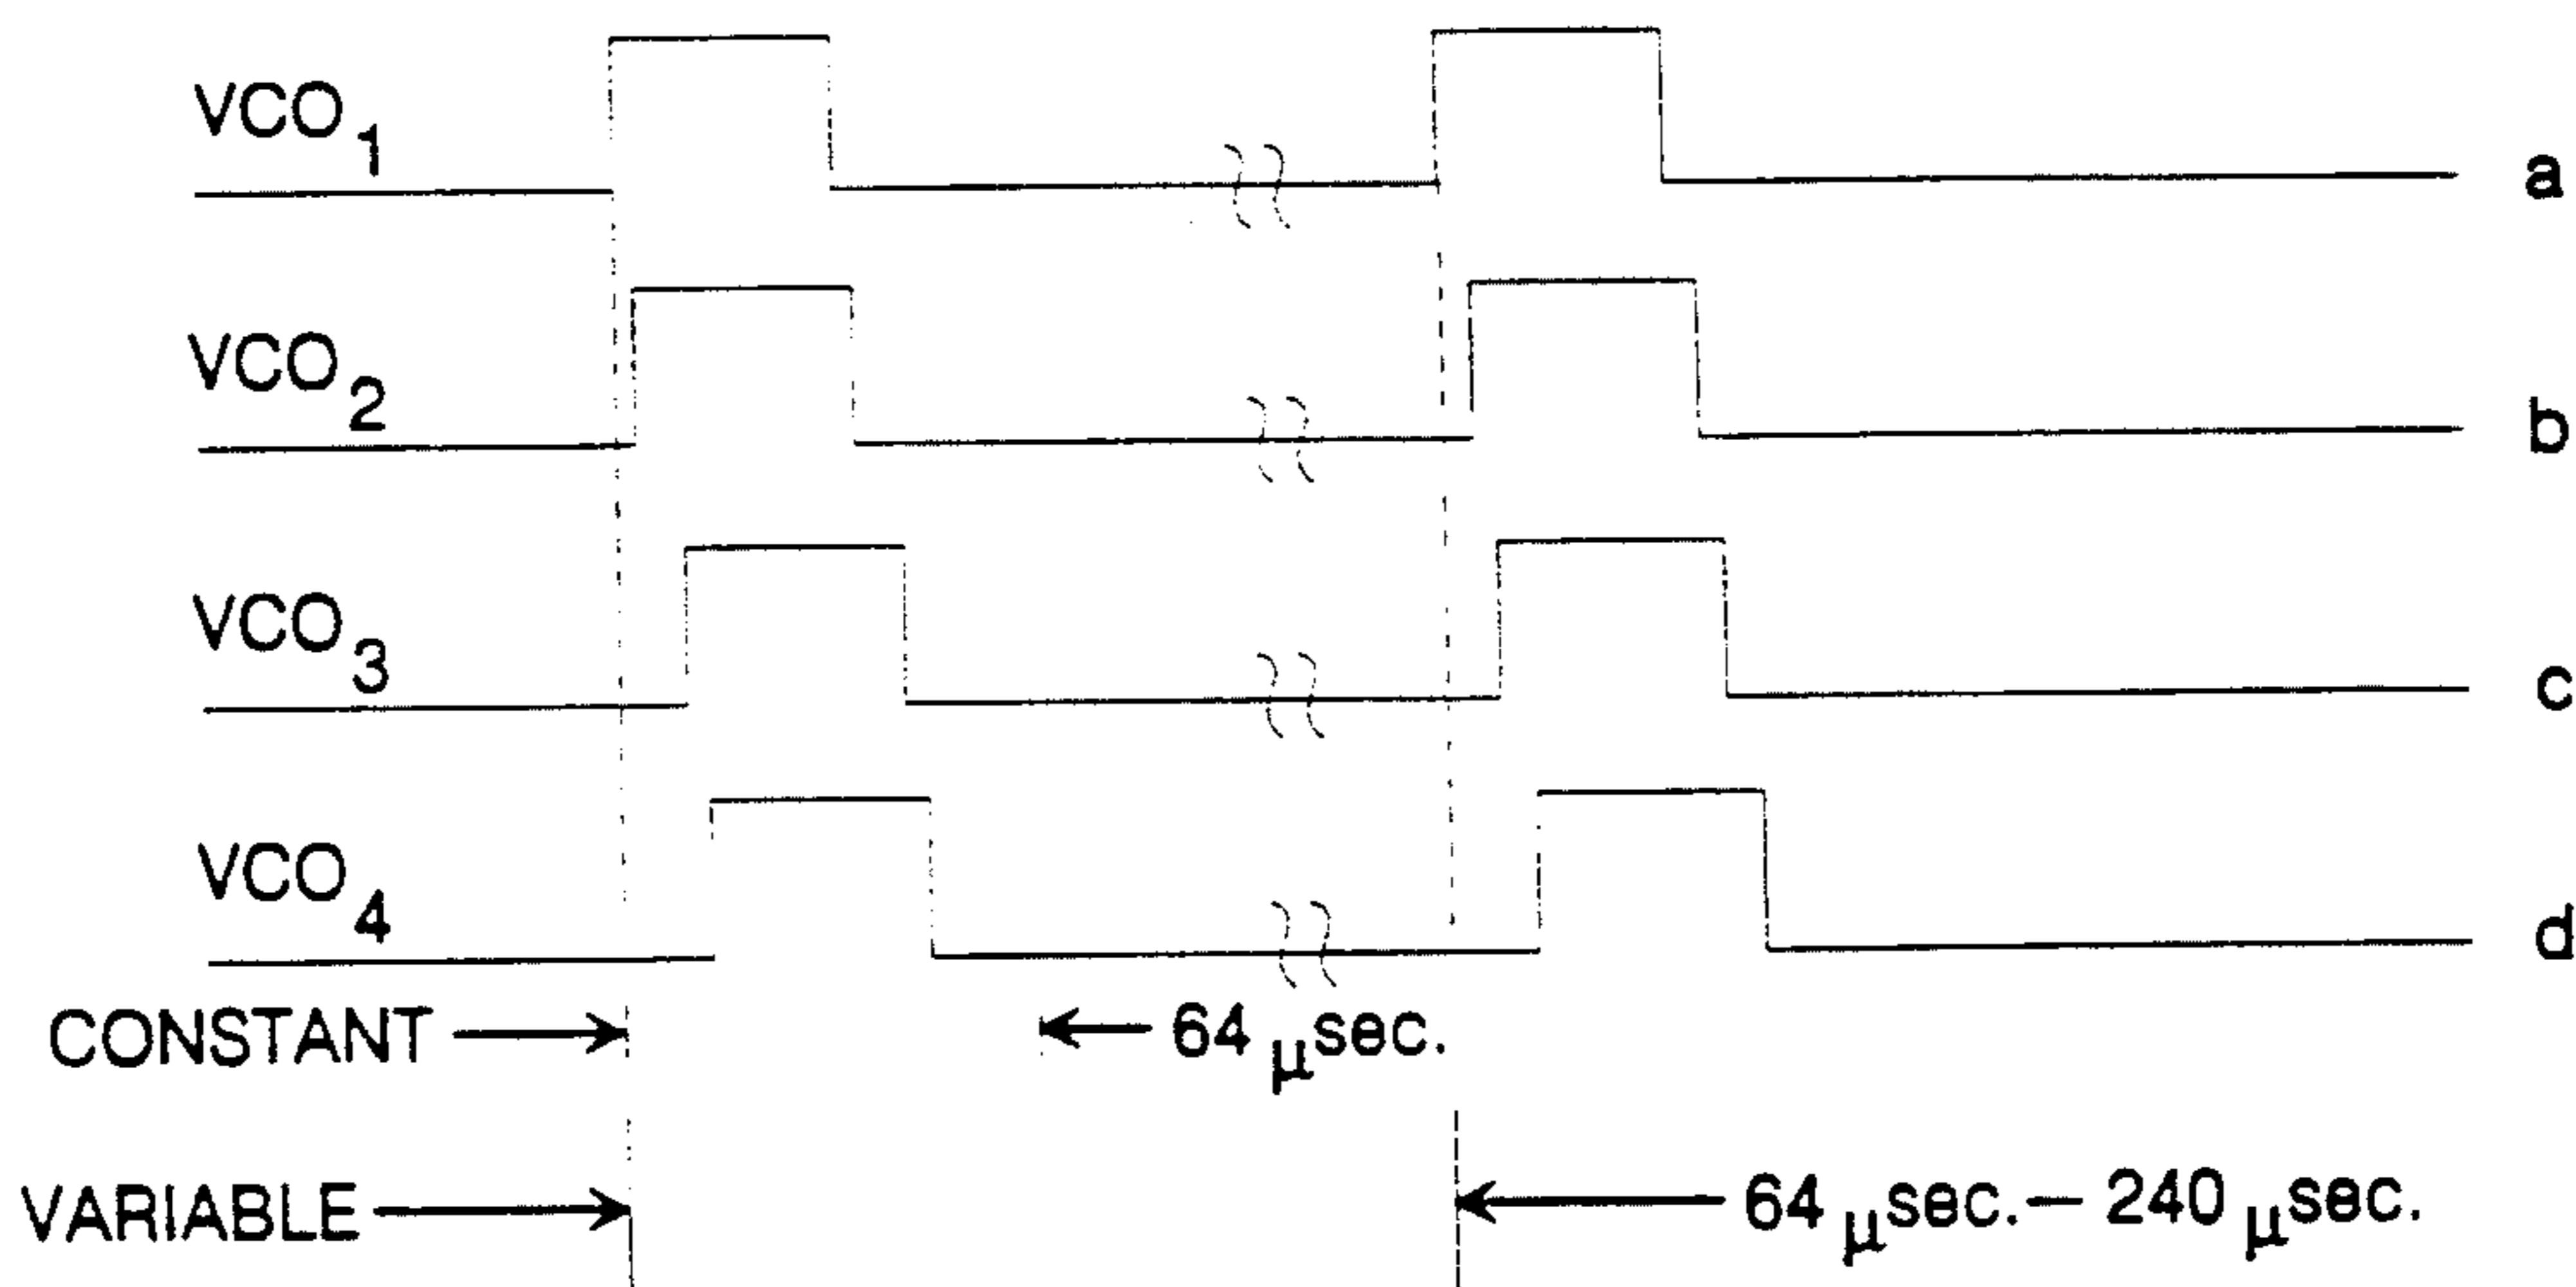 VCO1
a
VCO2
b
VCO3
c
VCO4
d
CONSTANT 64 μsec.
VARIABLE 64 μsec. — 240 μsec.